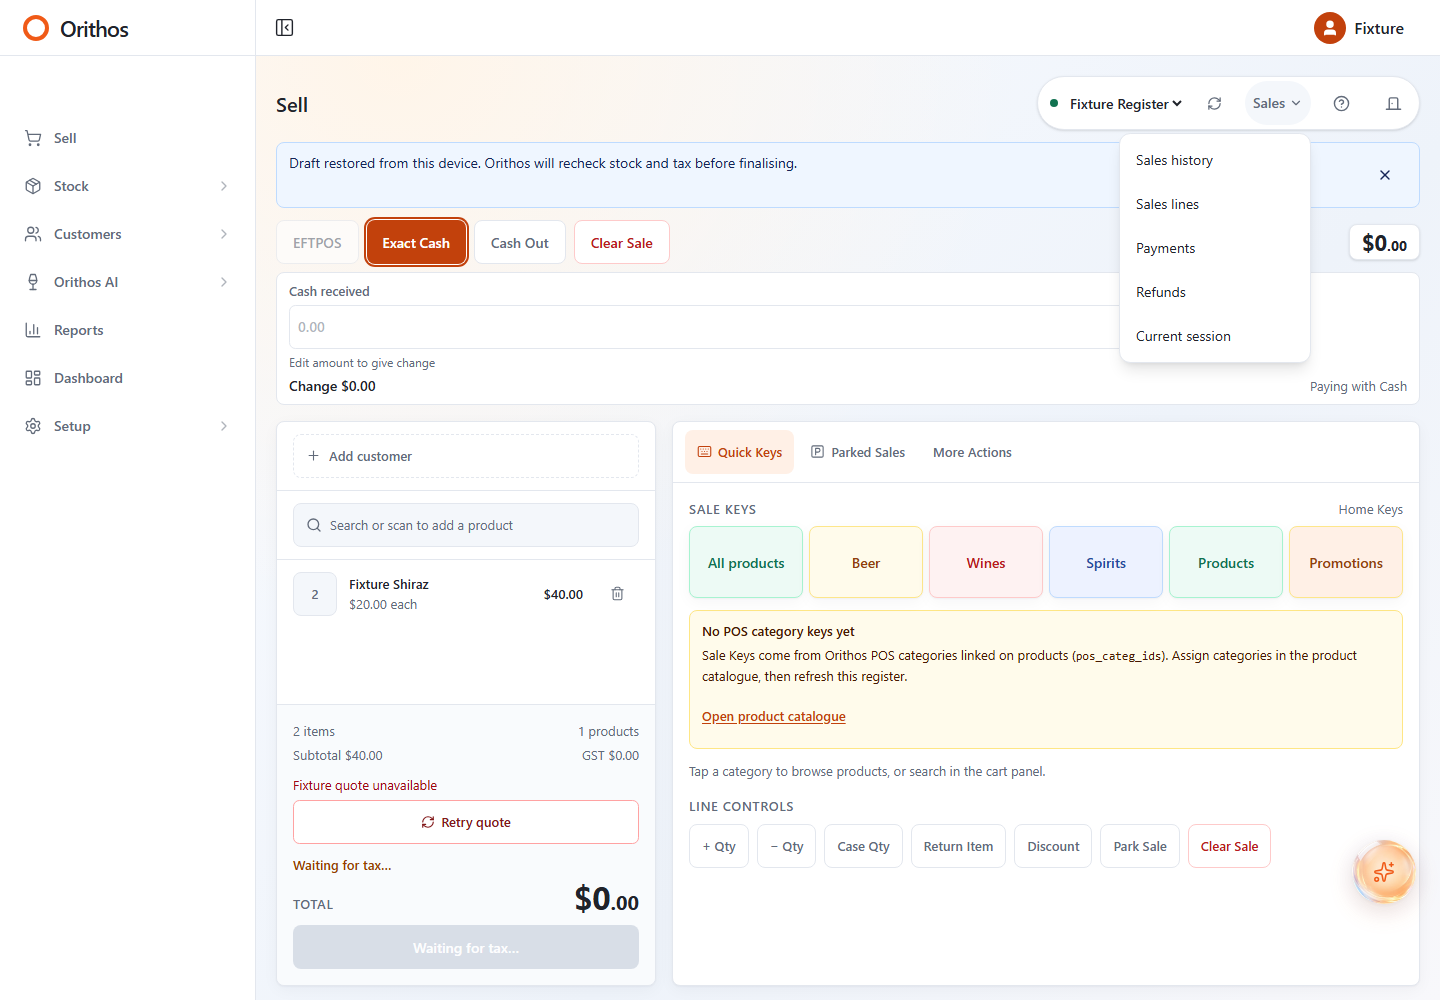 Orithos
Fixture
Sell
Stock
Customers
Orithos AI
Reports
Dashboard
Setup
Sell
Fixture Register
Sales
Sales history
Sales lines
Payments
Refunds
Current session
Draft restored from this device. Orithos will recheck stock and tax before finalising.
EFTPOS
Exact Cash
Cash Out
Clear Sale
$0.00
Cash received
0.00
Edit amount to give change
Change $0.00
Paying with Cash
Add customer
Search or scan to add a product
2
Fixture Shiraz
$20.00 each
$40.00
2 items
1 products
Subtotal $40.00
GST $0.00
Fixture quote unavailable
Retry quote
Waiting for tax...
TOTAL
$0.00
Waiting for tax...
Quick Keys
Parked Sales
More Actions
SALE KEYS
Home Keys
All products
Beer
Wines
Spirits
Products
Promotions
No POS category keys yet
Sale Keys come from Orithos POS categories linked on products (pos_categ_ids). Assign categories in the product
catalogue, then refresh this register.
Open product catalogue
Tap a category to browse products, or search in the cart panel.
LINE CONTROLS
+ Qty
− Qty
Case Qty
Return Item
Discount
Park Sale
Clear Sale